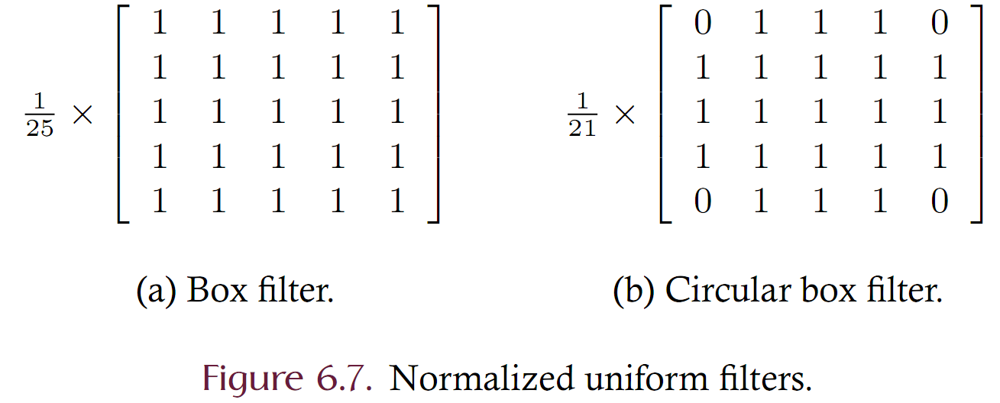 1/25 × [ 1 1 1 1 1
1 1 1 1 1
1 1 1 1 1
1 1 1 1 1
1 1 1 1 1 ]
(a) Box filter.
1/21 × [ 0 1 1 1 0
1 1 1 1 1
1 1 1 1 1
1 1 1 1 1
0 1 1 1 0 ]
(b) Circular box filter.
Figure 6.7. Normalized uniform filters.